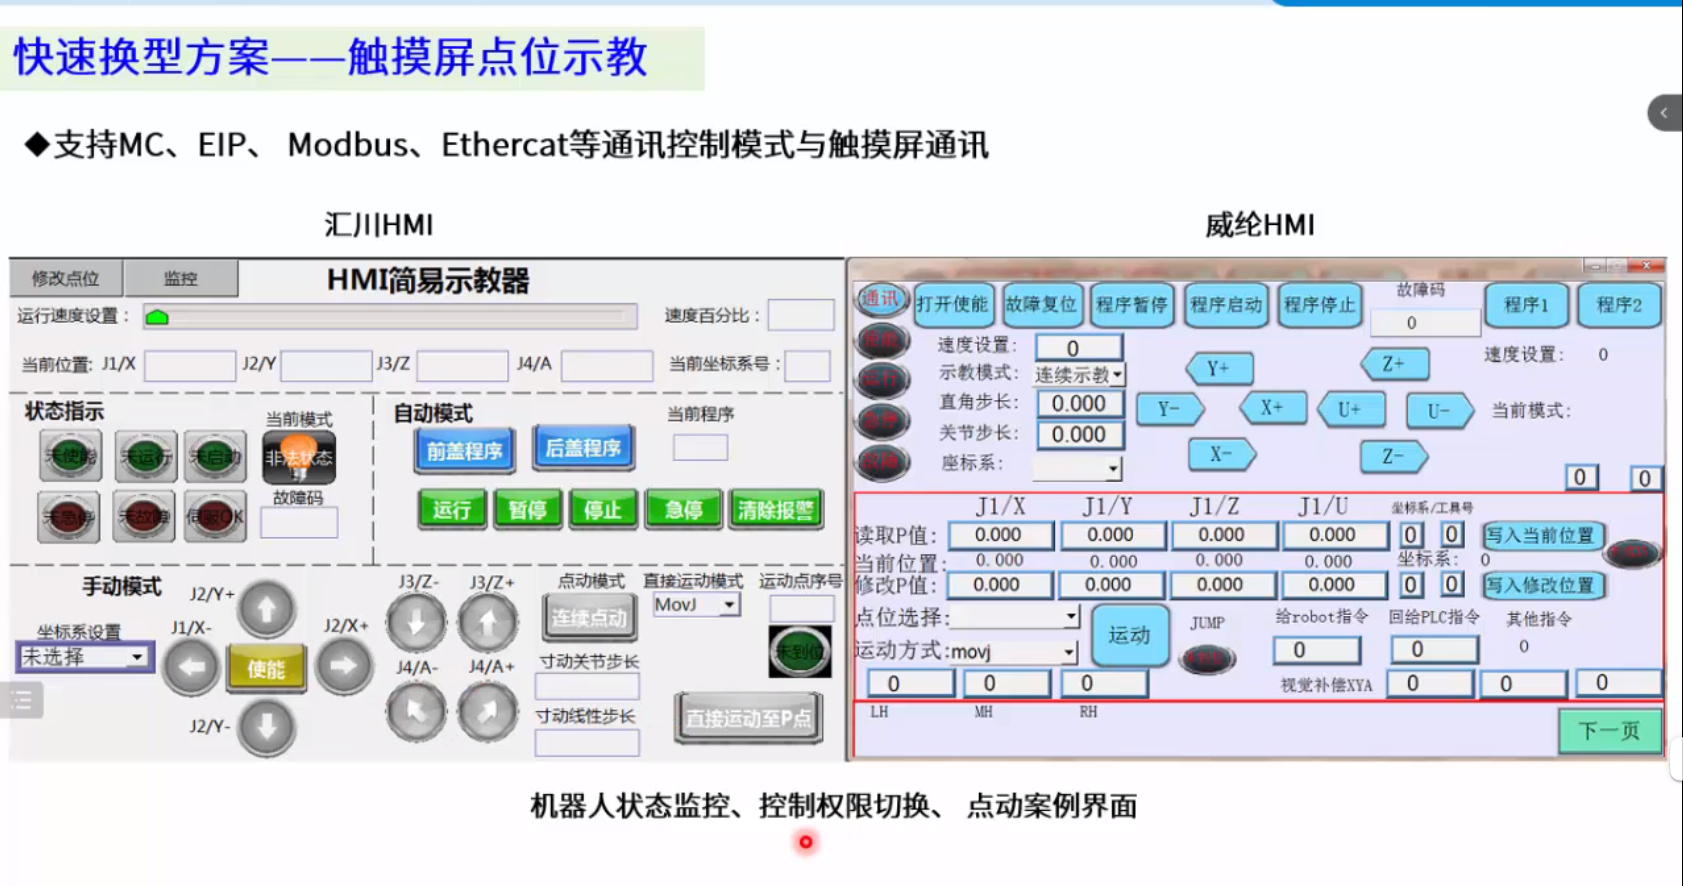 快速换型方案——触摸屏点位示教
◆支持MC、EIP、 Modbus、Ethercat等通讯控制模式与触摸屏通讯
汇川HMI
修改点位 监控 HMI简易示教器
运行速度设置： 速度百分比：
当前位置: J1/X J2/Y J3/Z J4/A 当前坐标系号：
状态指示 当前模式
未使能 未运行 未启动 非法状态
故障码
未急停 未故障 伺服OK
自动模式 当前程序
前盖程序 后盖程序
运行 暂停 停止 急停 清除报警
手动模式
坐标系设置
未选择
J2/Y+
J1/X- 使能 J2/X+
J2/Y-
J3/Z- J3/Z+
J4/A- J4/A+
点动模式 直接运动模式 运动点序号
连续点动 MovJ
未到位
寸动关节步长
寸动线性步长
直接运动至P点
威纶HMI
通讯 打开使能 故障复位 程序暂停 程序启动 程序停止 故障码 程序1 程序2
0
使能
运行
急停
故障
速度设置: 0
示教模式: 连续示教
直角步长: 0.000
关节步长: 0.000
座标系:
Y+ Z+
Y- X+ U+ U-
X- Z-
速度设置: 0
当前模式:
0 0
J1/X J1/Y J1/Z J1/U 坐标系/工具号
读取P值: 0.000 0.000 0.000 0.000 0 0 写入当前位置
当前位置: 0.000 0.000 0.000 0.000 坐标系: 0
修改P值: 0.000 0.000 0.000 0.000 0 0 写入修改位置
点位选择: 运动 JUMP 给robot指令 回给PLC指令 其他指令
运动方式: movj 0 0 0
0 0 0 视觉补偿XYA 0 0 0
LH MH RH
下一页
机器人状态监控、控制权限切换、 点动案例界面